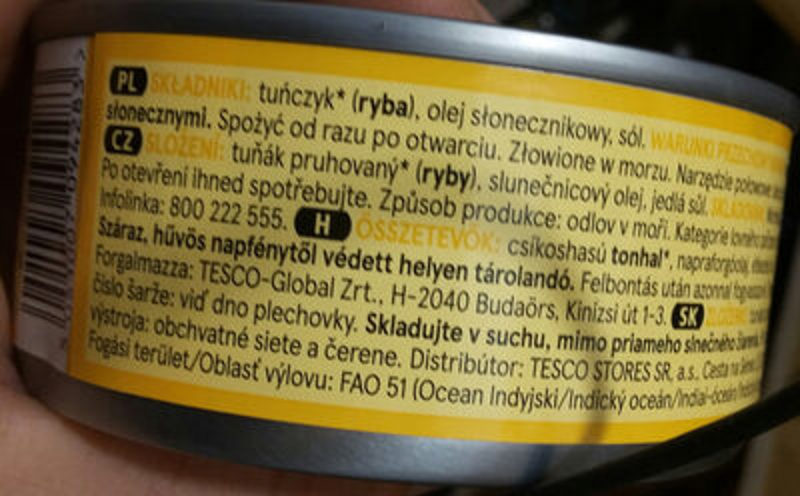 PL SKŁADNIKI: tuńczyk* (ryba), olej słonecznikowy, sól. WARUNKI
słonecznymi. Spożyć od razu po otwarciu. Złowione w morzu. Narzędzie połowowe:
CZ SLOŽENÍ: tuňák pruhovaný* (ryby), slunečnicový olej, jedlá sůl. SKLADOVÁNÍ:
Po otevření ihned spotřebujte. Způsob produkce: odlov v moři. Kategorie lovného
Infolinka: 800 222 555. H ÖSSZETEVŐK: csíkoshasú tonhal*, napraforgóolaj,
Száraz, hűvös napfénytől védett helyen tárolandó. Felbontás után azonnal
Forgalmazza: TESCO-Global Zrt., H-2040 Budaörs, Kinizsi út 1-3. SK ZLOŽENIE:
číslo šarže: viď dno plechovky. Skladujte v suchu, mimo priameho slnečného žiarenia.
výstroja: obchvatné siete a čerene. Distribútor: TESCO STORES SR, a.s., Cesta na
Fogási terület/Oblasť výlovu: FAO 51 (Ocean Indyjski/Indický oceán/Indiai-óceán